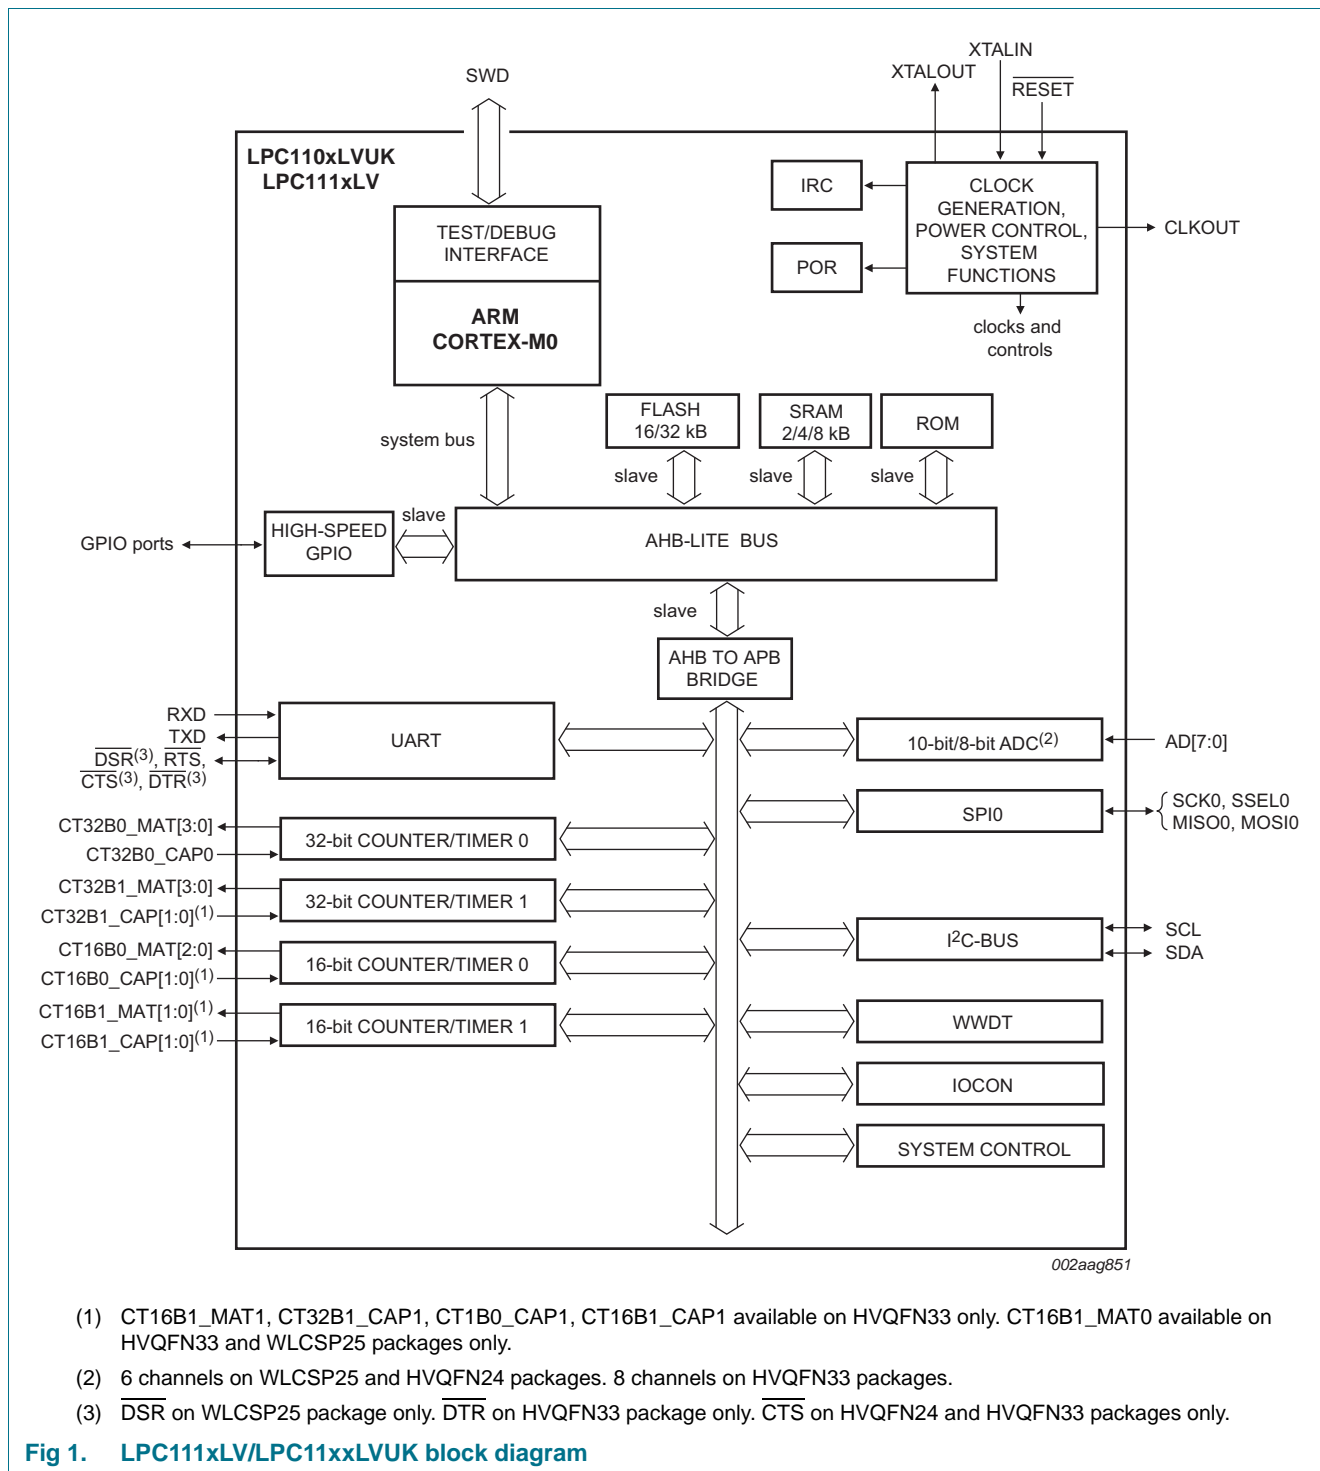 XTALIN
XTALOUT
RESET
SWD
LPC110xLVUK
LPC111xLV
IRC
POR
CLOCK
GENERATION,
POWER CONTROL,
SYSTEM
FUNCTIONS
CLKOUT
clocks and
controls
TEST/DEBUG
INTERFACE
ARM
CORTEX-M0
system bus
FLASH
16/32 kB
SRAM
2/4/8 kB
ROM
slave
slave
slave
GPIO ports
HIGH-SPEED
GPIO
slave
AHB-LITE BUS
slave
AHB TO APB
BRIDGE
RXD
TXD
DSR(3), RTS,
CTS(3), DTR(3)
UART
10-bit/8-bit ADC(2)
AD[7:0]
SPI0
SCK0, SSEL0
MISO0, MOSI0
CT32B0_MAT[3:0]
CT32B0_CAP0
32-bit COUNTER/TIMER 0
CT32B1_MAT[3:0]
CT32B1_CAP[1:0](1)
32-bit COUNTER/TIMER 1
I2C-BUS
SCL
SDA
CT16B0_MAT[2:0]
CT16B0_CAP[1:0](1)
16-bit COUNTER/TIMER 0
CT16B1_MAT[1:0](1)
CT16B1_CAP[1:0](1)
16-bit COUNTER/TIMER 1
WWDT
IOCON
SYSTEM CONTROL
002aag851
(1) CT16B1_MAT1, CT32B1_CAP1, CT1B0_CAP1, CT16B1_CAP1 available on HVQFN33 only. CT16B1_MAT0 available on
HVQFN33 and WLCSP25 packages only.
(2) 6 channels on WLCSP25 and HVQFN24 packages. 8 channels on HVQFN33 packages.
(3) DSR on WLCSP25 package only. DTR on HVQFN33 package only. CTS on HVQFN24 and HVQFN33 packages only.
Fig 1. LPC111xLV/LPC11xxLVUK block diagram